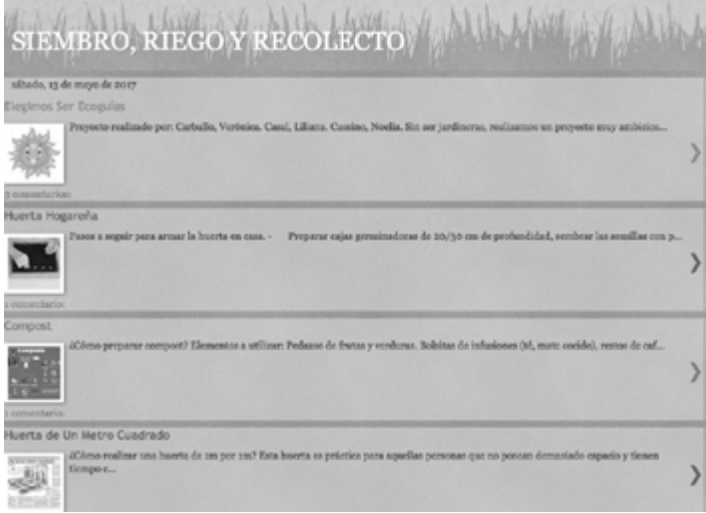 SIEMBRO, RIEGO Y RECOLECTO
sábado, 13 de mayo de 2017
Elegimos Ser Ecoguías
Proyecto realizado por: Carballo, Verónica. Casal, Liliana. Cassino, Noelia. Sin ser jardineras, realizamos un proyecto muy ambicios...
3 comentarios:
Huerta Hogareña
Pasos a seguir para armar la huerta en casa. - Preparar cajas germinadoras de 20/30 cm de profundidad, sembrar las semillas con p...
1 comentario:
Compost
¿Cómo preparar compost? Elementos a utilizar: Pedazos de frutas y verduras. Bolsitas de infusiones (té, mate cocido), restos de caf...
1 comentario:
Huerta de Un Metro Cuadrado
¿Cómo realizar una huerta de 1m por 1m? Esta huerta es práctica para aquellas personas que no posean demasiado espacio y tienen
tiempo c...